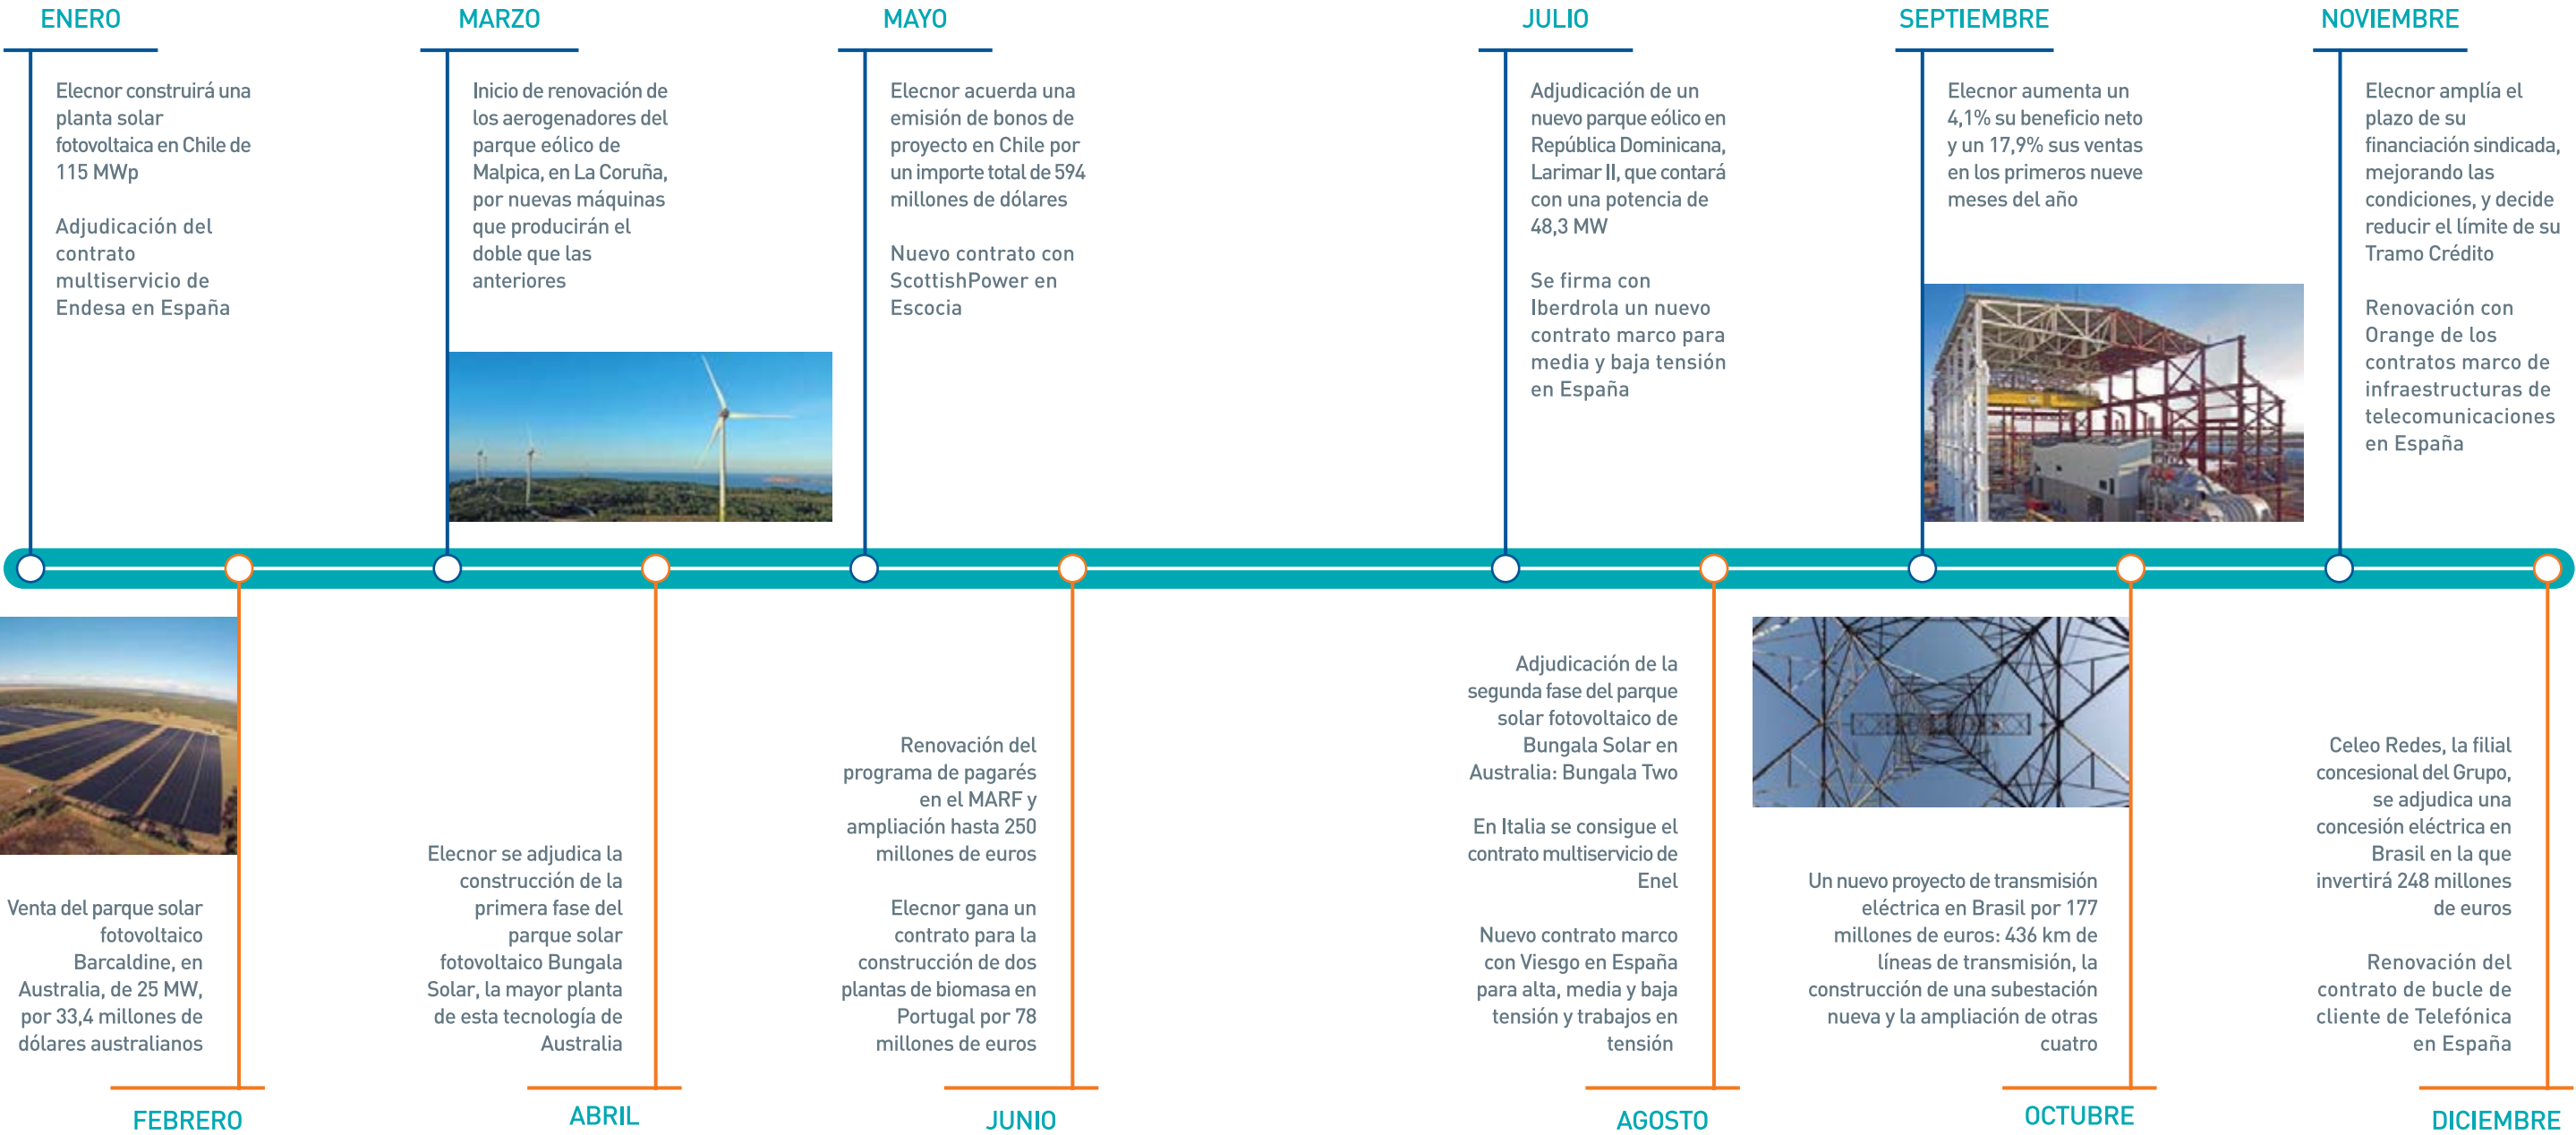 ENERO
Elecnor construirá una
planta solar
fotovoltaica en Chile de
115 MWp
Adjudicación del
contrato
multiservicio de
Endesa en España
MARZO
Inicio de renovación de
los aerogenadores del
parque eólico de
Malpica, en La Coruña,
por nuevas máquinas
que producirán el
doble que las
anteriores
MAYO
Elecnor acuerda una
emisión de bonos de
proyecto en Chile por
un importe total de 594
millones de dólares
Nuevo contrato con
ScottishPower en
Escocia
JULIO
Adjudicación de un
nuevo parque eólico en
República Dominicana,
Larimar II, que contará
con una potencia de
48,3 MW
Se firma con
Iberdrola un nuevo
contrato marco para
media y baja tensión
en España
SEPTIEMBRE
Elecnor aumenta un
4,1% su beneficio neto
y un 17,9% sus ventas
en los primeros nueve
meses del año
NOVIEMBRE
Elecnor amplía el
plazo de su
financiación sindicada,
mejorando las
condiciones, y decide
reducir el límite de su
Tramo Crédito
Renovación con
Orange de los
contratos marco de
infraestructuras de
telecomunicaciones
en España
Venta del parque solar
fotovoltaico
Barcaldine, en
Australia, de 25 MW,
por 33,4 millones de
dólares australianos
FEBRERO
Elecnor se adjudica la
construcción de la
primera fase del
parque solar
fotovoltaico Bungala
Solar, la mayor planta
de esta tecnología de
Australia
ABRIL
Renovación del
programa de pagarés
en el MARF y
ampliación hasta 250
millones de euros
Elecnor gana un
contrato para la
construcción de dos
plantas de biomasa en
Portugal por 78
millones de euros
JUNIO
Adjudicación de la
segunda fase del parque
solar fotovoltaico de
Bungala Solar en
Australia: Bungala Two
En Italia se consigue el
contrato multiservicio de
Enel
Nuevo contrato marco
con Viesgo en España
para alta, media y baja
tensión y trabajos en
tensión
AGOSTO
Un nuevo proyecto de transmisión
eléctrica en Brasil por 177
millones de euros: 436 km de
líneas de transmisión, la
construcción de una subestación
nueva y la ampliación de otras
cuatro
OCTUBRE
Celeo Redes, la filial
concesional del Grupo,
se adjudica una
concesión eléctrica en
Brasil en la que
invertirá 248 millones
de euros
Renovación del
contrato de bucle de
cliente de Telefónica
en España
DICIEMBRE